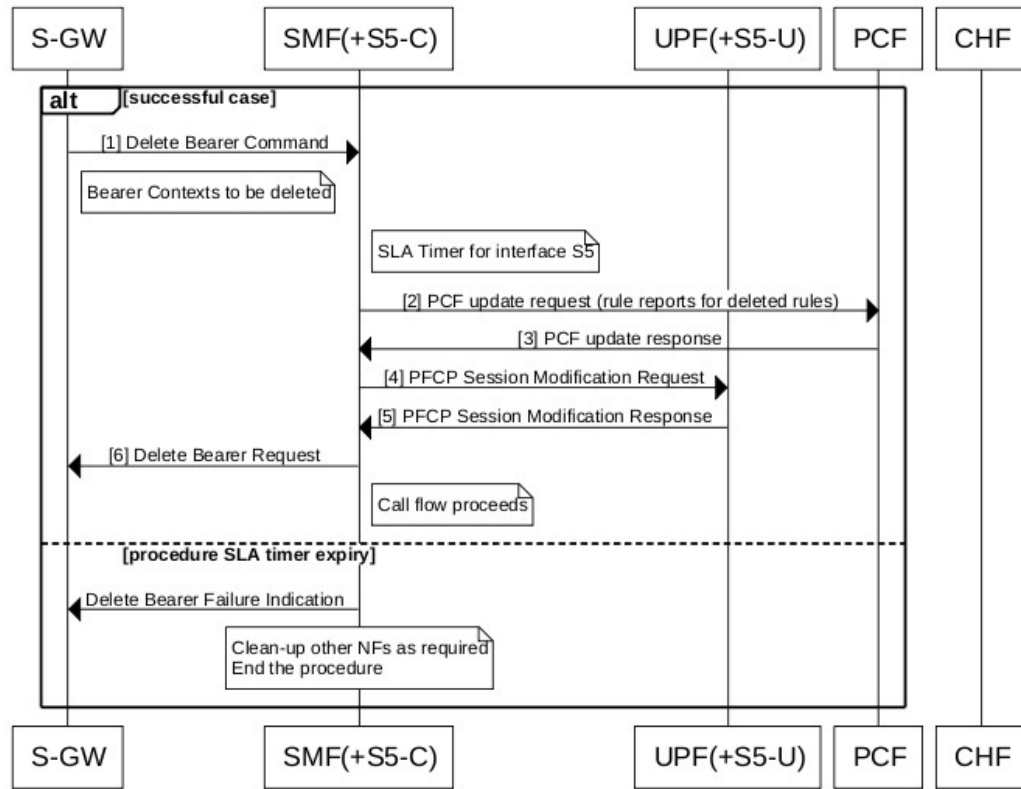 S-GW
SMF(+S5-C)
UPF(+S5-U)
PCF
CHF
alt
[successful case]
[1] Delete Bearer Command
Bearer Contexts to be deleted
SLA Timer for interface S5
[2] PCF update request (rule reports for deleted rules)
[3] PCF update response
[4] PFCP Session Modification Request
[5] PFCP Session Modification Response
[6] Delete Bearer Request
Call flow proceeds
[procedure SLA timer expiry]
Delete Bearer Failure Indication
Clean-up other NFs as required
End the procedure
S-GW
SMF(+S5-C)
UPF(+S5-U)
PCF
CHF